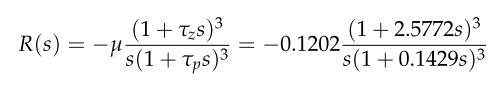 R(s) = −μ (1 + τ_z s)^3 / s(1 + τ_p s)^3 = −0.1202 (1 + 2.5772s)^3 / s(1 + 0.1429s)^3